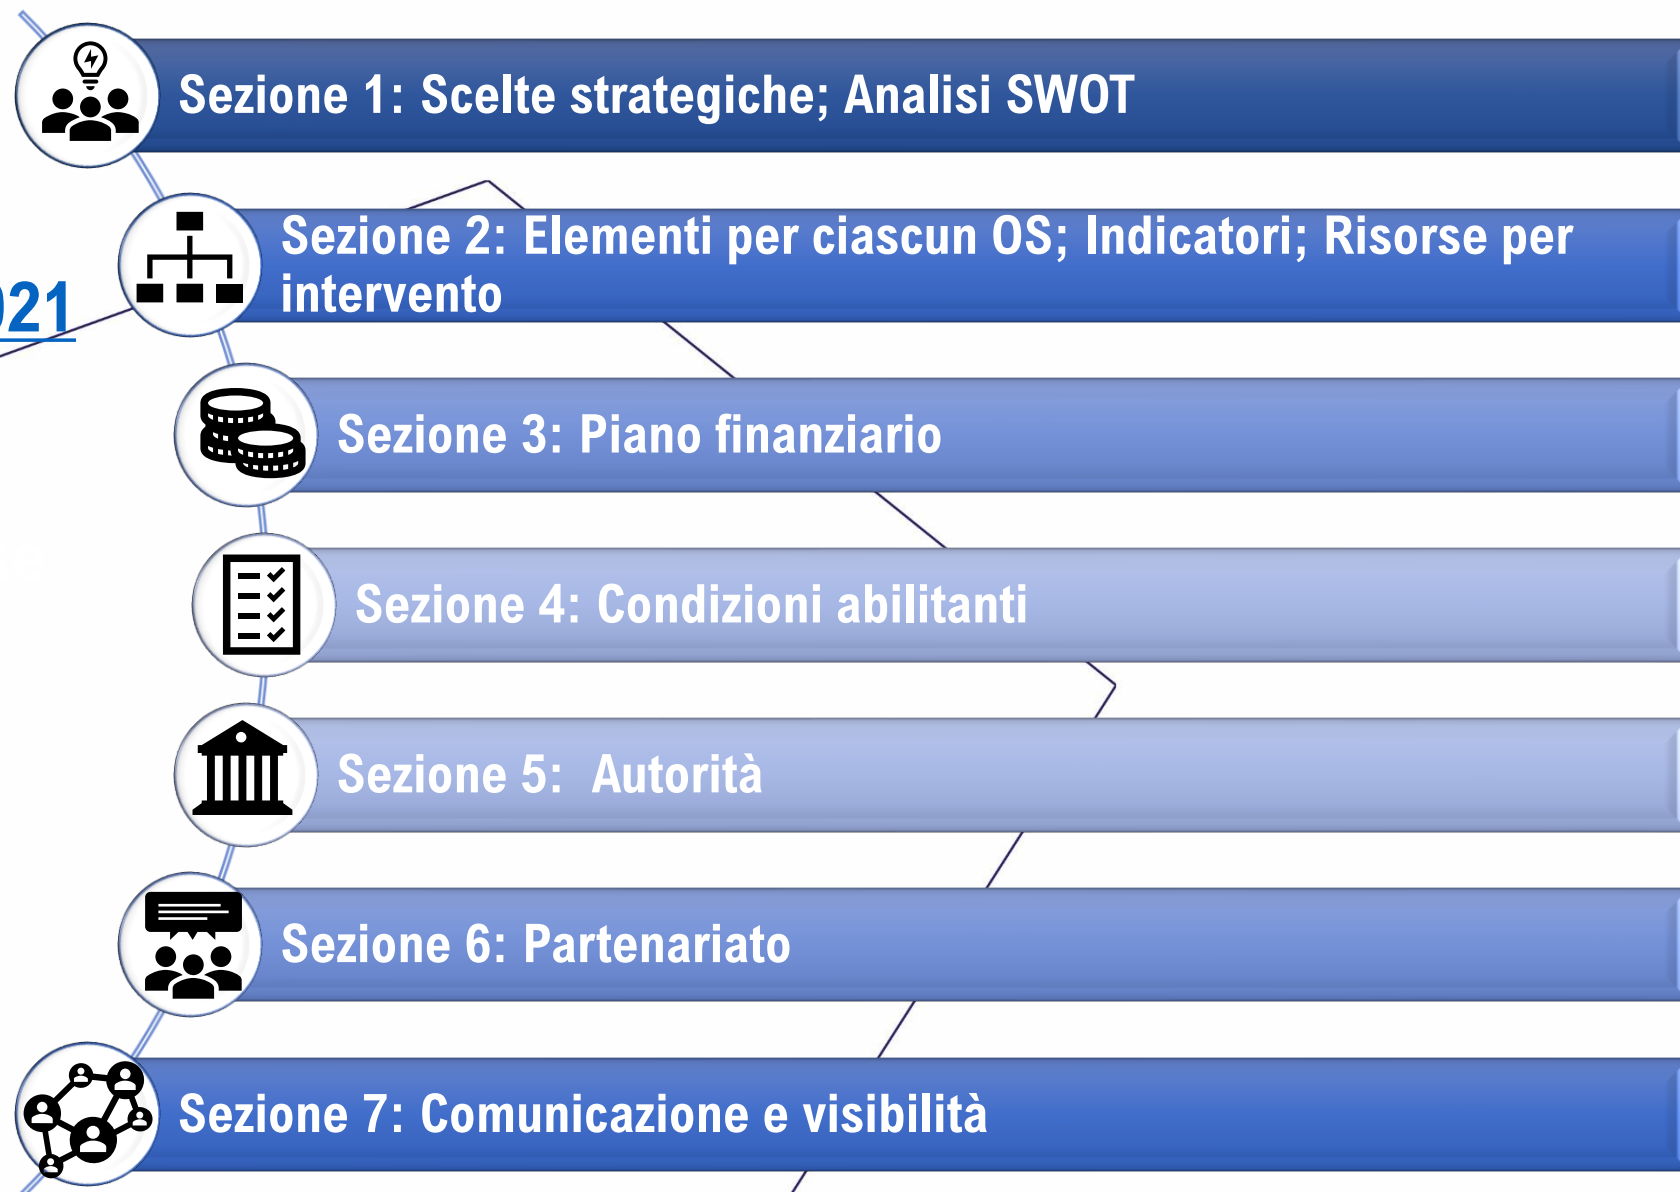 Sezione 1: Scelte strategiche; Analisi SWOT
Sezione 2: Elementi per ciascun OS; Indicatori; Risorse per
intervento
021
Sezione 3: Piano finanziario
Sezione 4: Condizioni abilitanti
Sezione 5: Autorità
Sezione 6: Partenariato
Sezione 7: Comunicazione e visibilità